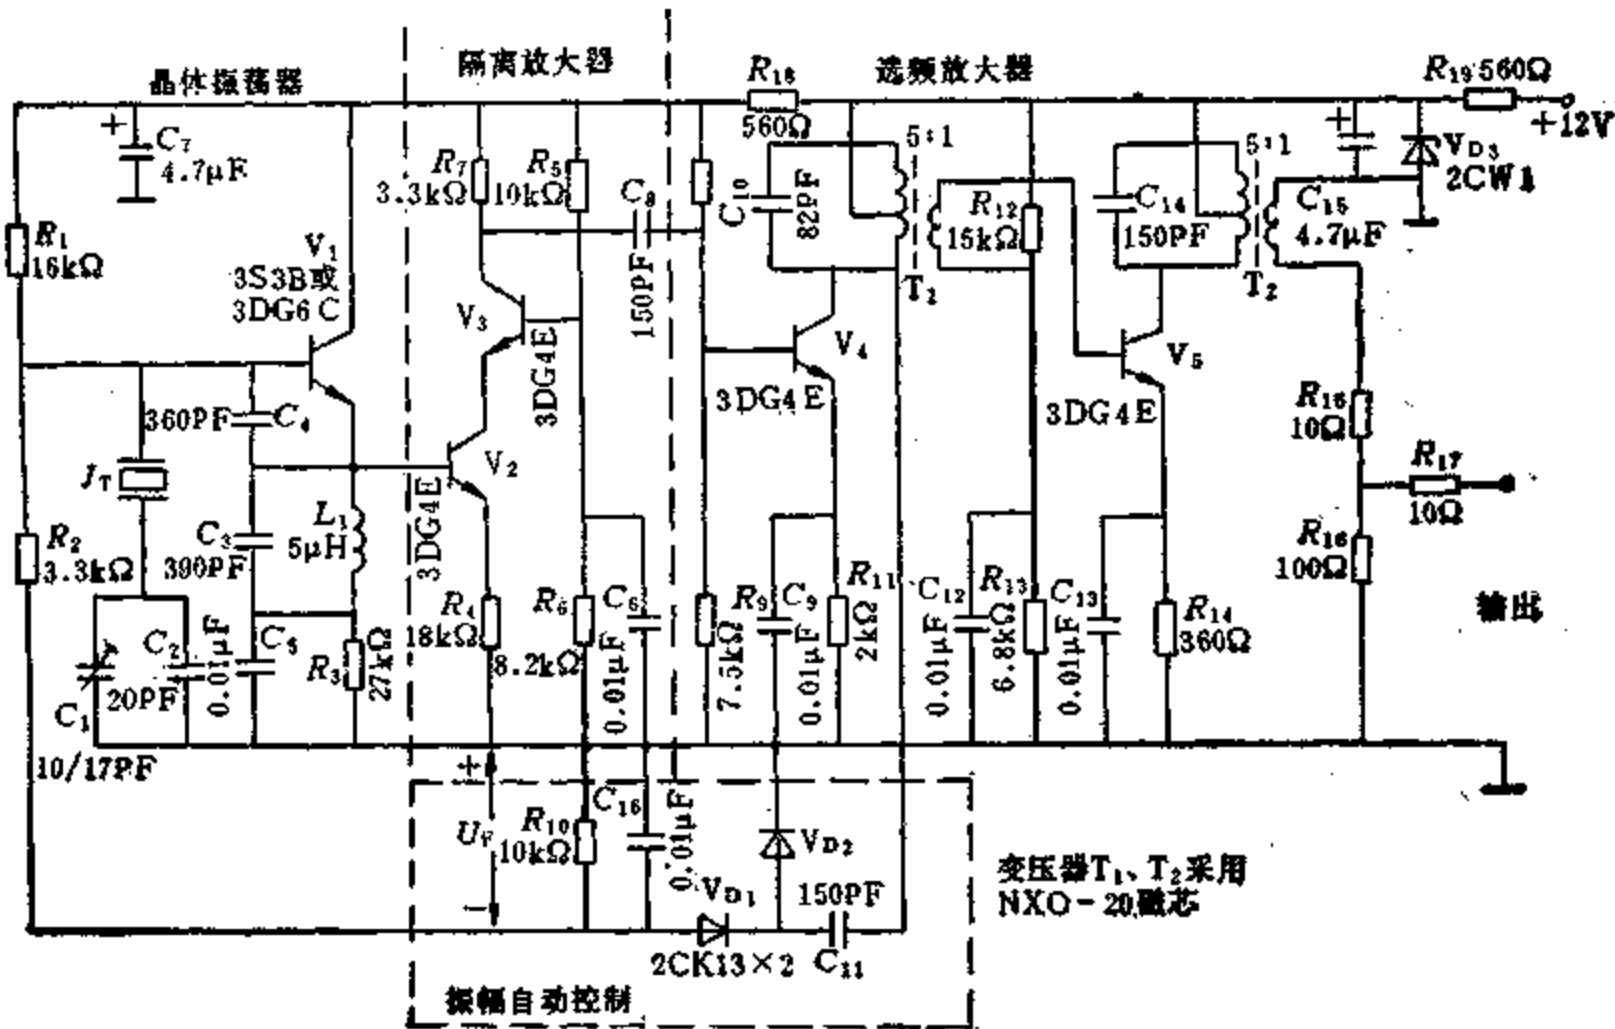 晶体振荡器
隔离放大器
选频放大器
R18
560Ω
R19 560Ω
+12V
+
C7
4.7μF
R7
3.3kΩ
R5
10kΩ
C8
150PF
C10
82PF
5:1
T1
R12
15kΩ
C14
150PF
5:1
T2
C15
4.7μF
+
VD3
2CW1
R1
16kΩ
V1
3S3B或
3DG6C
V3
3DG4E
V4
3DG4E
V5
3DG4E
360PF
C4
JT
V2
3DG4E
R15
10Ω
R17
10Ω
R16
100Ω
输出
R2
3.3kΩ
C3
390PF
L1
5μH
C1
10/17PF
C2
20PF
C5
0.01μF
R3
27kΩ
R4
18kΩ
R6
8.2kΩ
C6
0.01μF
R9
7.5kΩ
C9
0.01μF
R11
2kΩ
C12
0.01μF
R13
6.8kΩ
C13
0.01μF
R14
360Ω
+
UF
−
R10
10kΩ
C16
0.01μF
VD2
VD1
2CK13×2
150PF
C11
变压器T1、T2采用
NXO-20磁芯
振幅自动控制